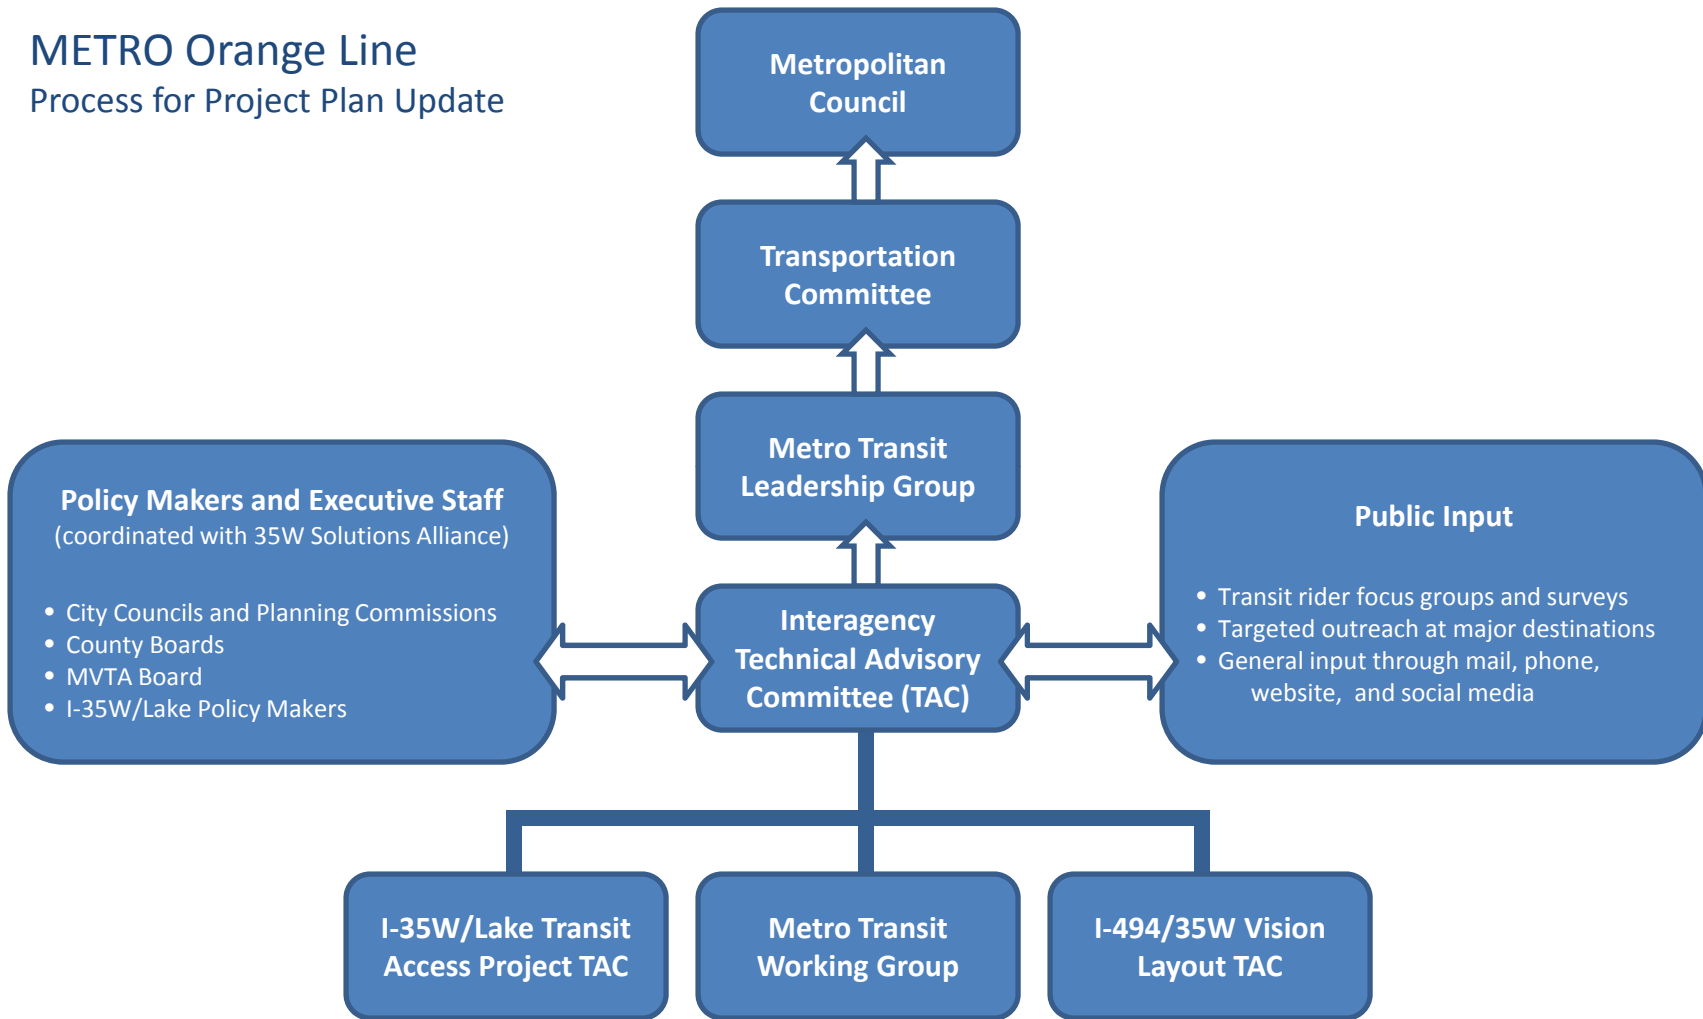 METRO Orange Line
Process for Project Plan Update
Metropolitan
Council
Transportation
Committee
Metro Transit
Leadership Group
Policy Makers and Executive Staff
(coordinated with 35W Solutions Alliance)
• City Councils and Planning Commissions
• County Boards
• MVTA Board
• I-35W/Lake Policy Makers
Interagency
Technical Advisory
Committee (TAC)
Public Input
• Transit rider focus groups and surveys
• Targeted outreach at major destinations
• General input through mail, phone,
website, and social media
I-35W/Lake Transit
Access Project TAC
Metro Transit
Working Group
I-494/35W Vision
Layout TAC